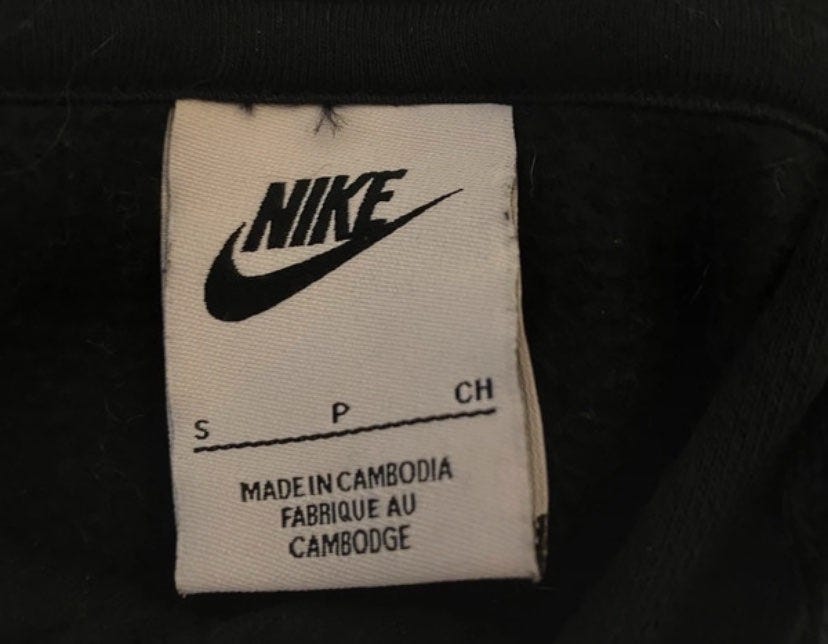 NIKE
S P CH
MADE IN CAMBODIA
FABRIQUE AU
CAMBODGE